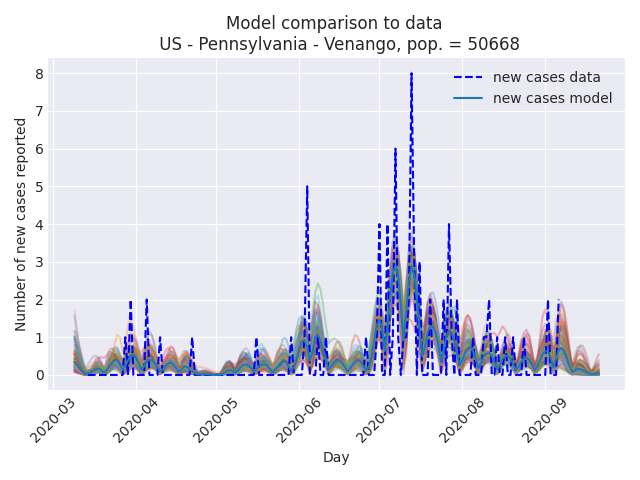 Model comparison to data
US - Pennsylvania - Venango, pop. = 50668
new cases data
new cases model
Number of new cases reported
8
7
6
5
4
3
2
1
0
2020-03
2020-04
2020-05
2020-06
2020-07
2020-08
2020-09
Day